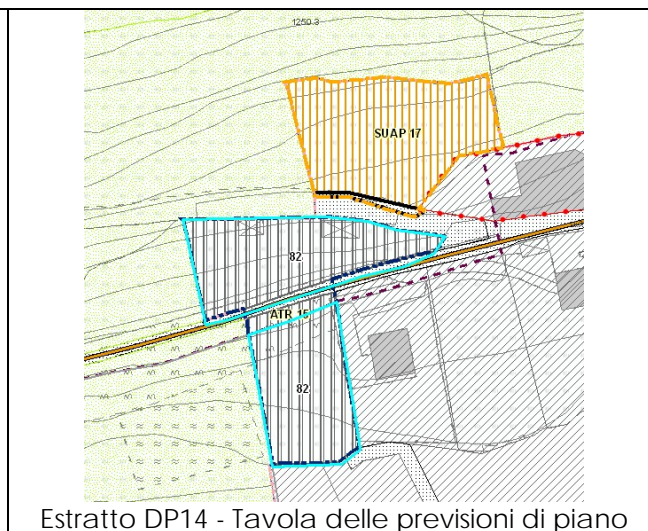 1250.3
SUAP 17
82
ATR 15
82
Estratto DP14 - Tavola delle previsioni di piano